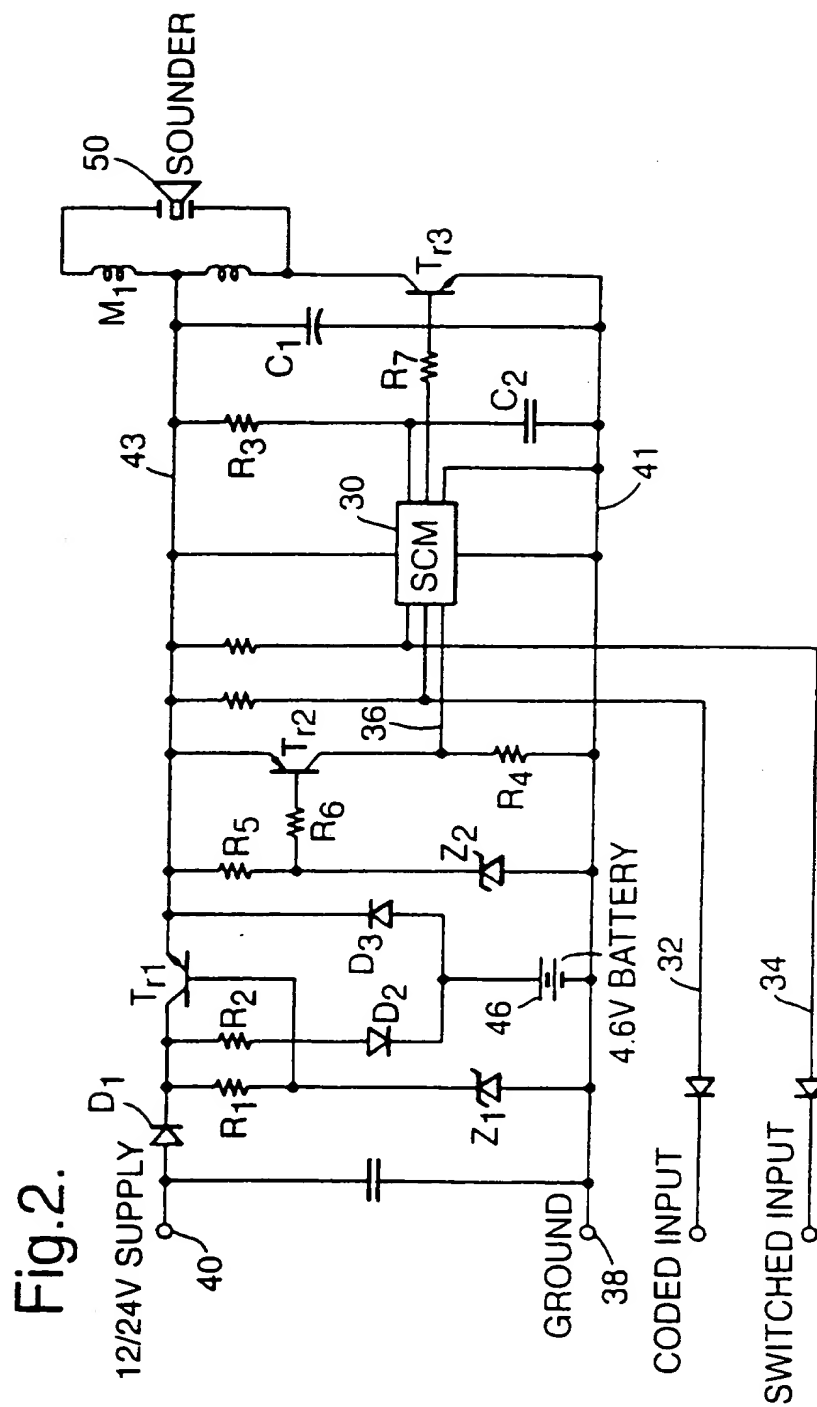 Fig.2.
12/24V SUPPLY
40
D1
R1
R2
Tr1
Z1
D2
D3
46
4.6V BATTERY
R5
R6
Z2
Tr2
36
R4
43
30
SCM
R3
C2
R7
C1
41
M1
50
SOUNDER
Tr3
GROUND
38
CODED INPUT
32
SWITCHED INPUT
34